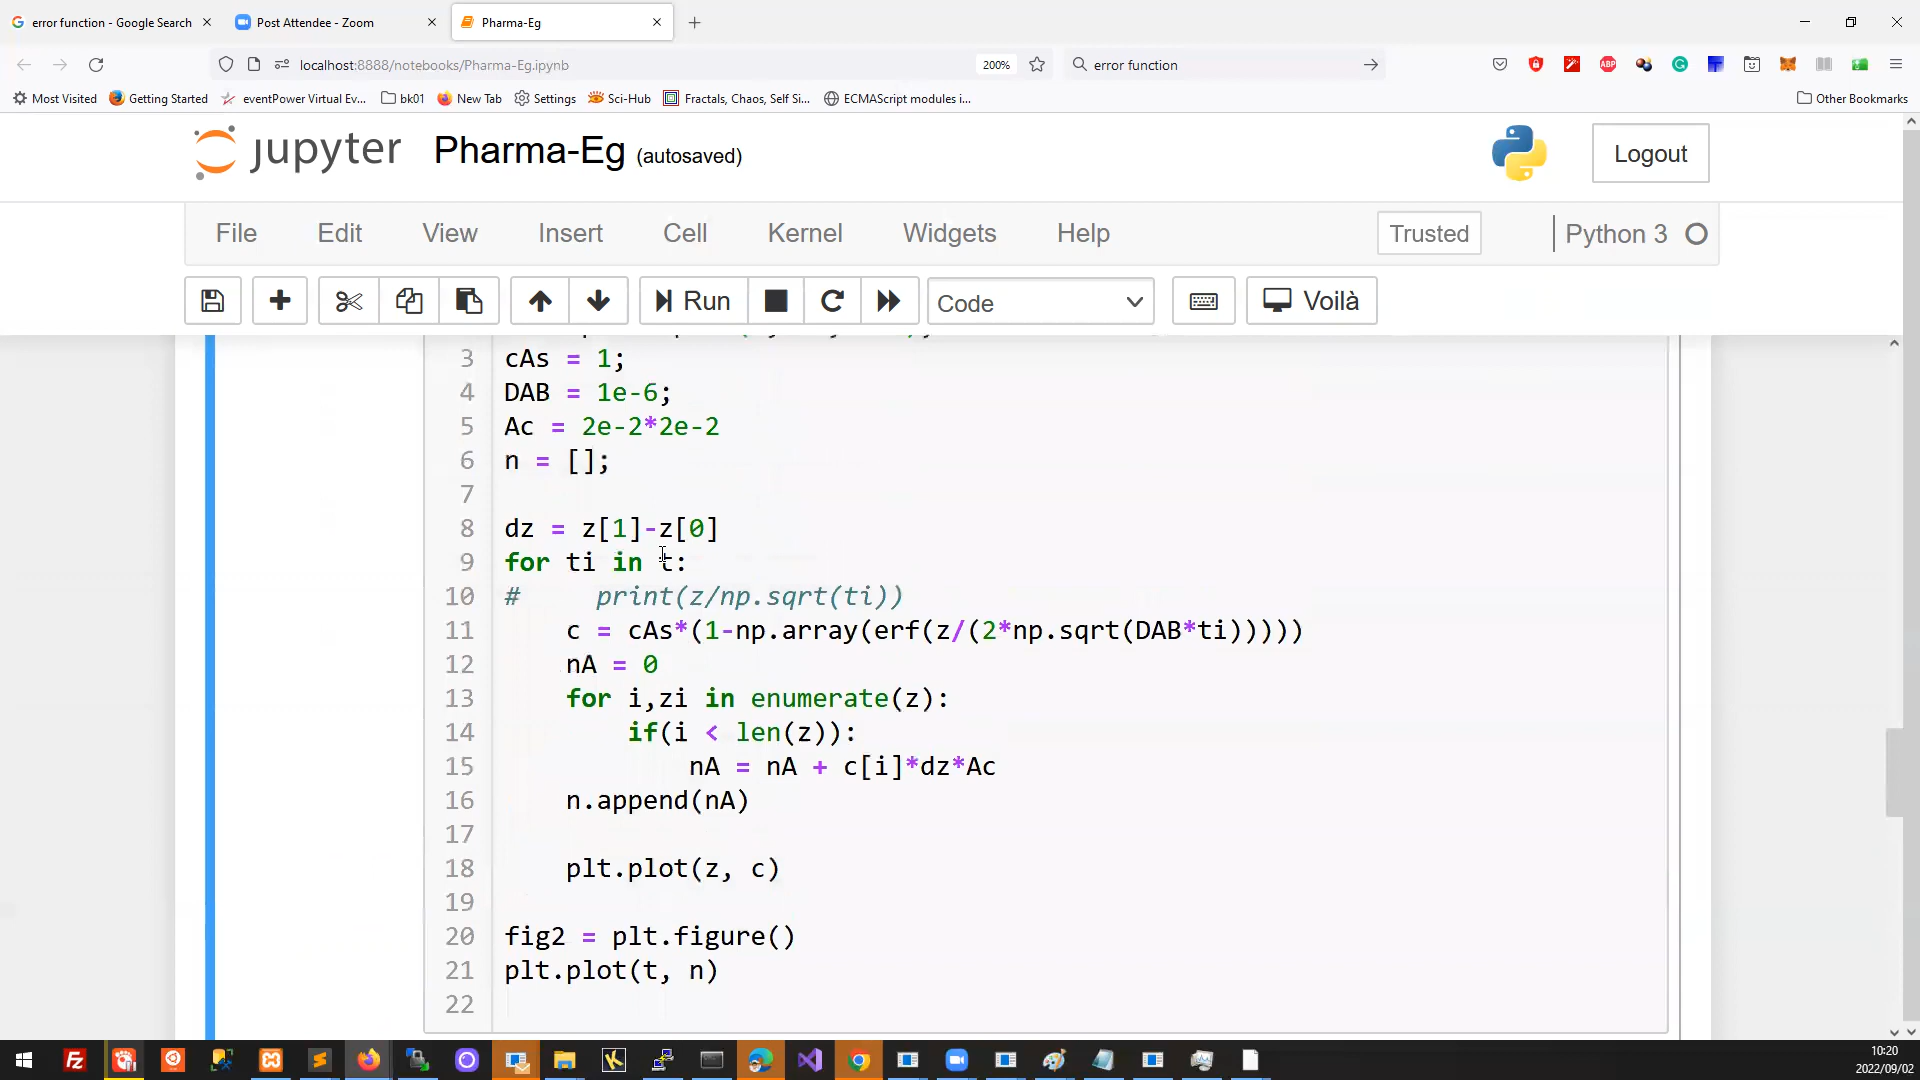 error function - Google Search
Post Attendee - Zoom
Pharma-Eg
localhost:8888/notebooks/Pharma-Eg.ipynb
200%
error function
Most Visited
Getting Started
eventPower Virtual Ev...
bk01
New Tab
Settings
Sci-Hub
Fractals, Chaos, Self Si...
ECMAScript modules i...
Other Bookmarks
jupyter
Pharma-Eg (autosaved)
Logout
File
Edit
View
Insert
Cell
Kernel
Widgets
Help
Trusted
Python 3
Run
Code
Voilà
3 cAs = 1;
4 DAB = 1e-6;
5 Ac = 2e-2*2e-2
6 n = [];
7
8 dz = z[1]-z[0]
9 for ti in t:
10 #     print(z/np.sqrt(ti))
11     c = cAs*(1-np.array(erf(z/(2*np.sqrt(DAB*ti)))))
12     nA = 0
13     for i,zi in enumerate(z):
14         if(i < len(z)):
15             nA = nA + c[i]*dz*Ac
16     n.append(nA)
17
18     plt.plot(z, c)
19
20 fig2 = plt.figure()
21 plt.plot(t, n)
22
10:20
2022/09/02